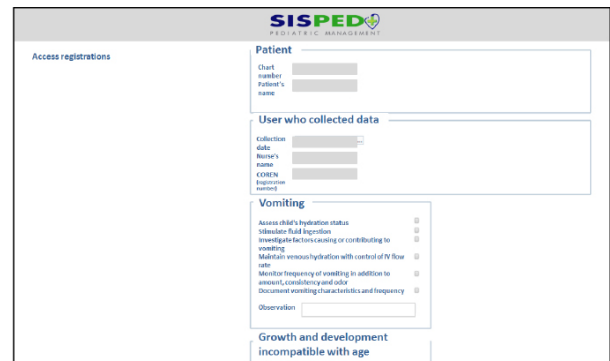 SISPED
PEDIATRIC MANAGEMENT
Access registrations
Patient
Chart
number
Patient's
name
User who collected data
Collection
date
Nurse's
name
COREN
(registration
number)
Vomiting
Assess child's hydration status
Stimulate fluid ingestion
Investigate factors causing or contributing to
vomiting
Maintain venous hydration with control of IV flow
rate
Monitor frequency of vomiting in addition to
amount, consistency and odor
Document vomiting characteristics and frequency
Observation
Growth and development
incompatible with age